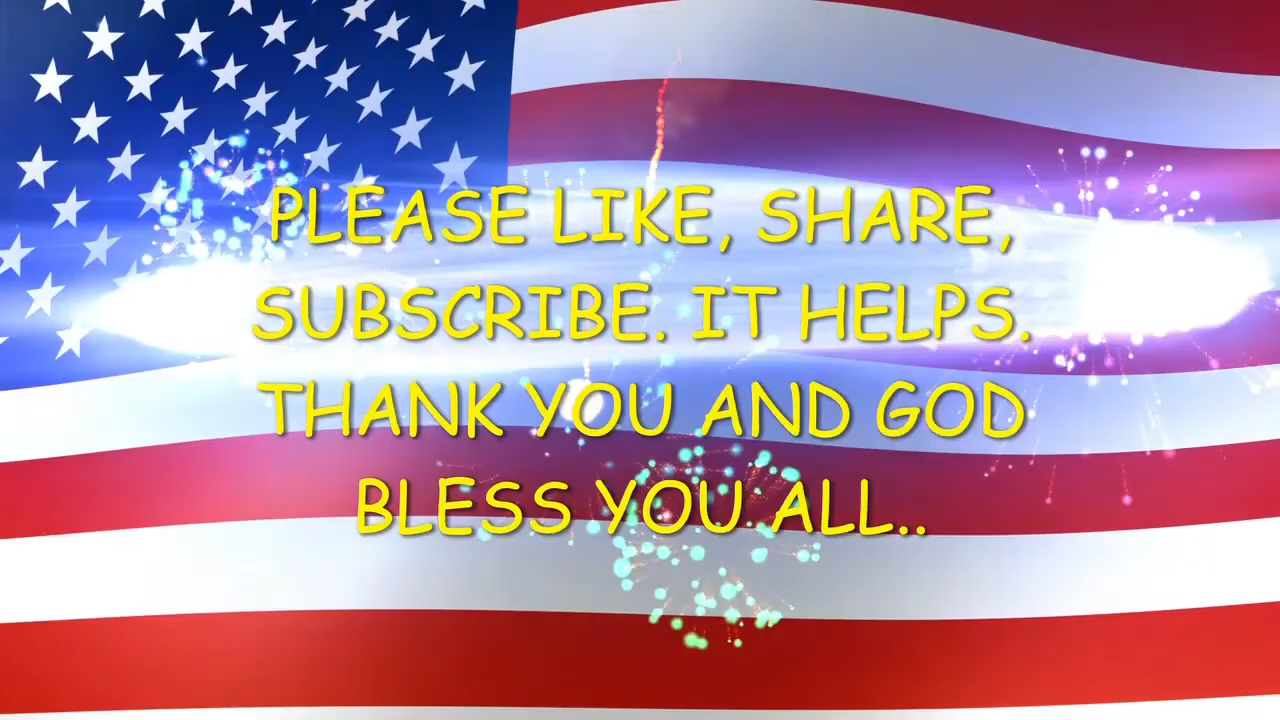 PLEASE LIKE, SHARE,
SUBSCRIBE. IT HELPS.
THANK YOU AND GOD
BLESS YOU ALL..